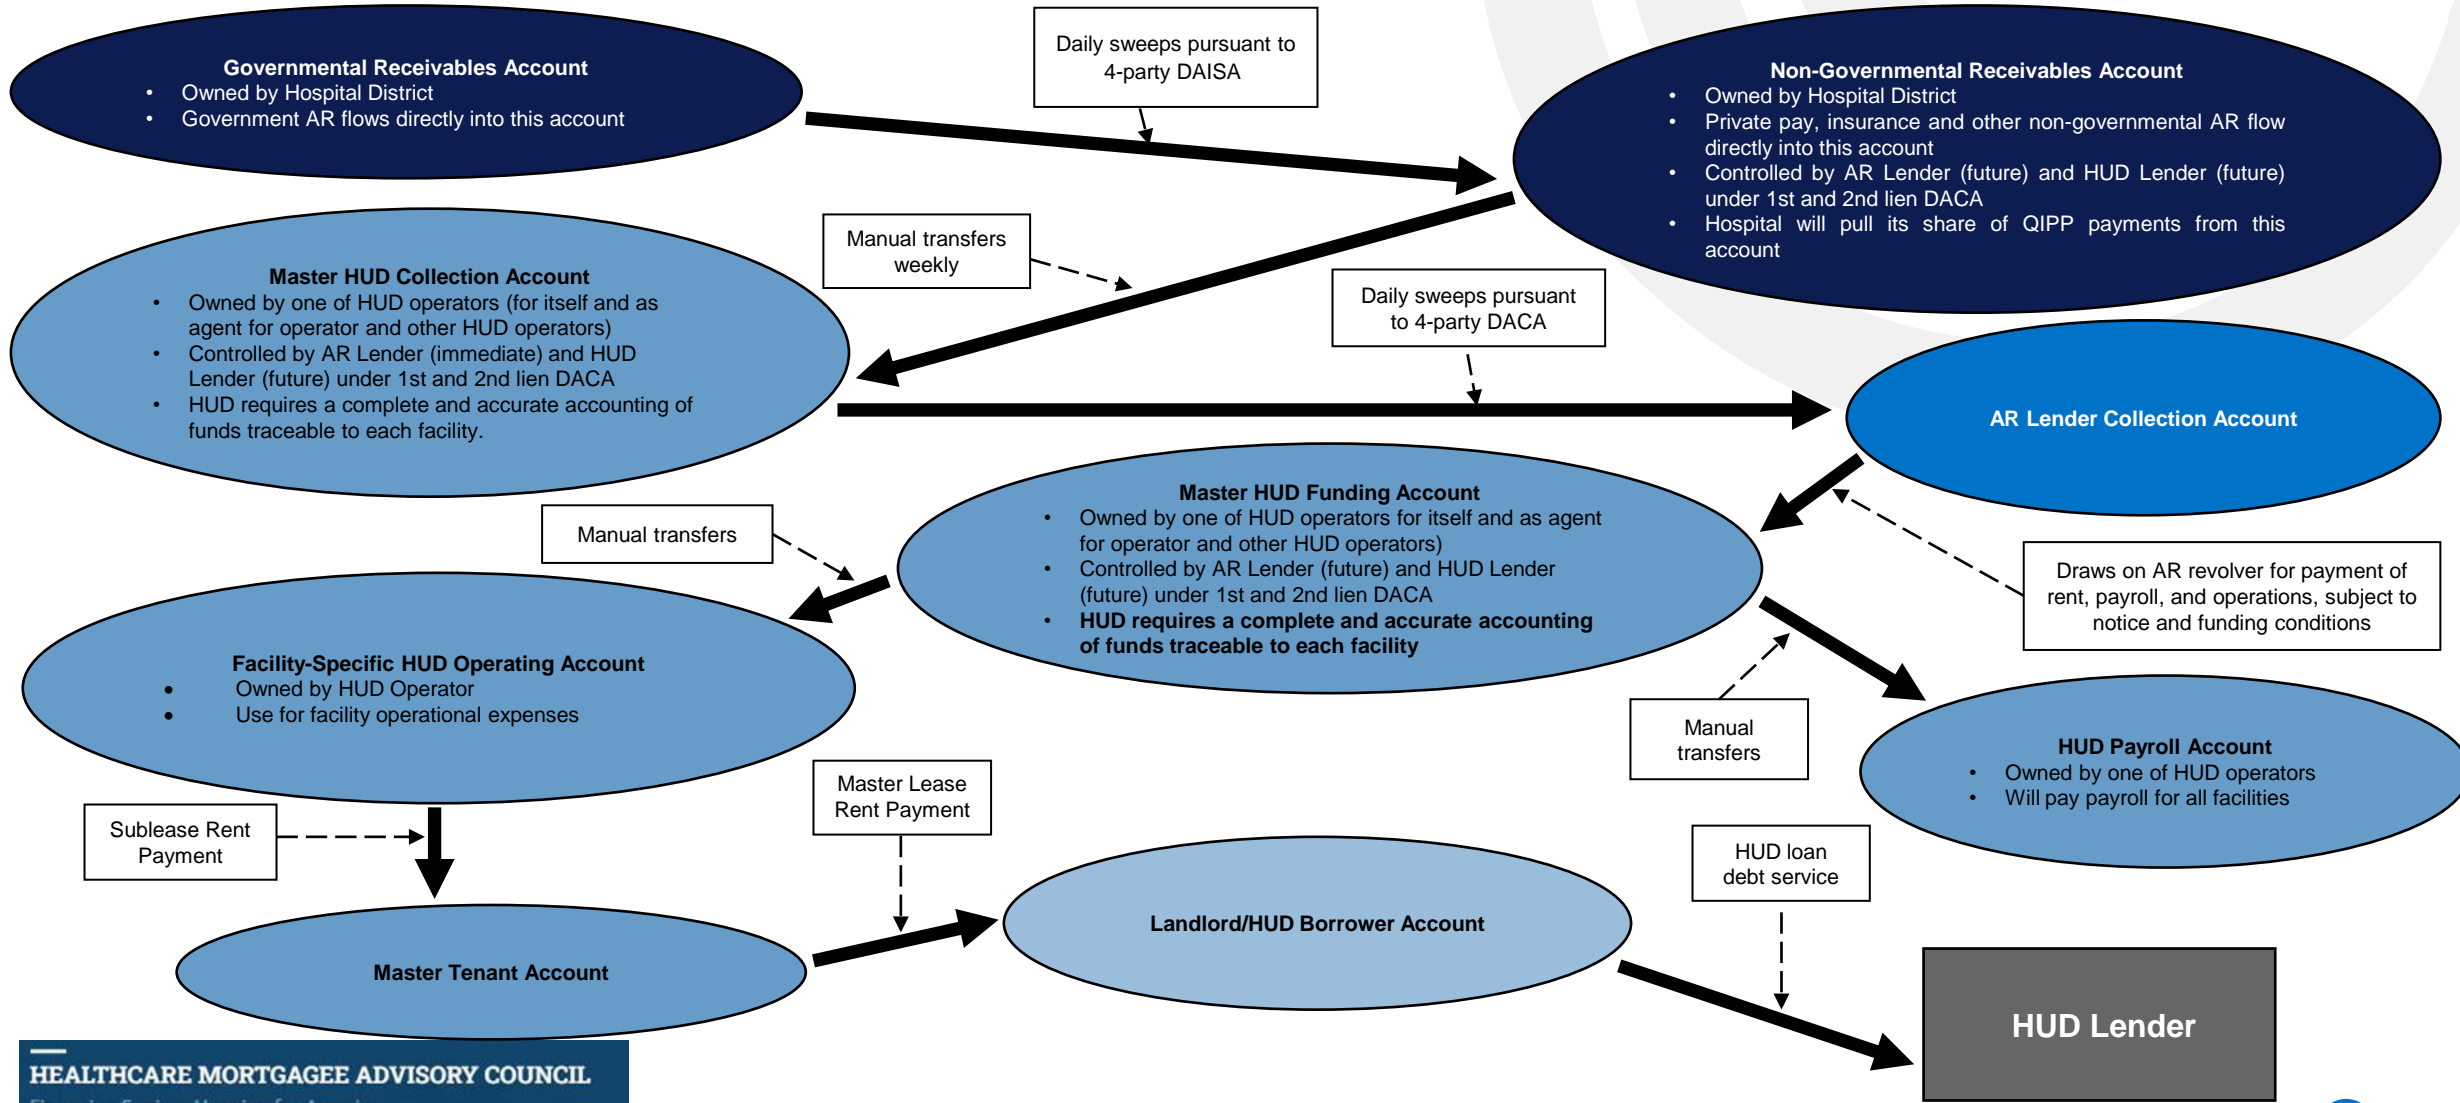 Governmental Receivables Account
• Owned by Hospital District
• Government AR flows directly into this account
Daily sweeps pursuant to
4-party DAISA
Non-Governmental Receivables Account
• Owned by Hospital District
• Private pay, insurance and other non-governmental AR flow
directly into this account
• Controlled by AR Lender (future) and HUD Lender (future)
under 1st and 2nd lien DACA
• Hospital will pull its share of QIPP payments from this
account
Manual transfers
weekly
Master HUD Collection Account
• Owned by one of HUD operators (for itself and as
agent for operator and other HUD operators)
• Controlled by AR Lender (immediate) and HUD
Lender (future) under 1st and 2nd lien DACA
• HUD requires a complete and accurate accounting of
funds traceable to each facility.
Daily sweeps pursuant
to 4-party DACA
AR Lender Collection Account
Manual transfers
Master HUD Funding Account
• Owned by one of HUD operators for itself and as agent
for operator and other HUD operators)
• Controlled by AR Lender (future) and HUD Lender
(future) under 1st and 2nd lien DACA
• HUD requires a complete and accurate accounting
of funds traceable to each facility
Draws on AR revolver for payment of
rent, payroll, and operations, subject to
notice and funding conditions
Facility-Specific HUD Operating Account
• Owned by HUD Operator
• Use for facility operational expenses
Manual
transfers
HUD Payroll Account
• Owned by one of HUD operators
• Will pay payroll for all facilities
Sublease Rent
Payment
Master Lease
Rent Payment
HUD loan
debt service
Master Tenant Account
Landlord/HUD Borrower Account
HUD Lender
HEALTHCARE MORTGAGEE ADVISORY COUNCIL